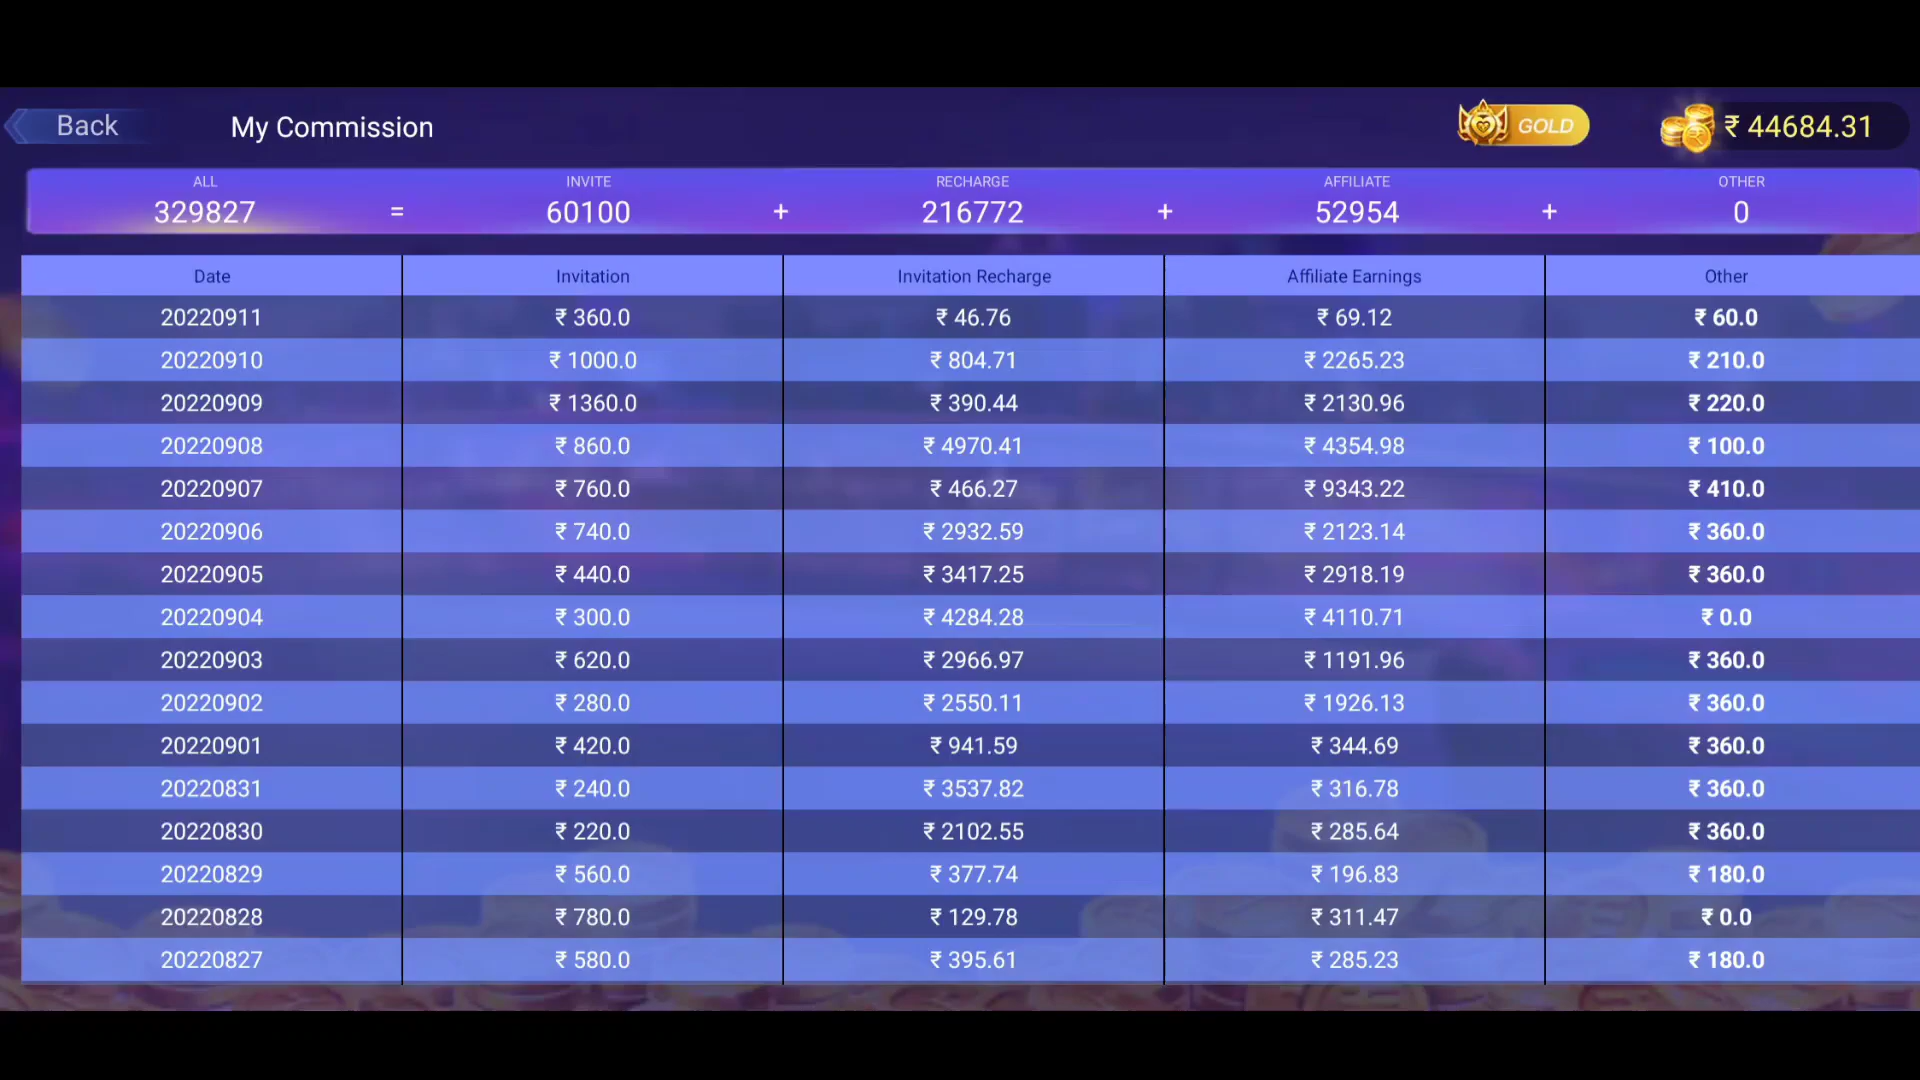 Back My Commission GOLD ₹ 44684.31
ALL INVITE RECHARGE AFFILIATE OTHER
329827 = 60100 + 216772 + 52954 + 0
Date Invitation Invitation Recharge Affiliate Earnings Other
20220911 ₹ 360.0 ₹ 46.76 ₹ 69.12 ₹ 60.0
20220910 ₹ 1000.0 ₹ 804.71 ₹ 2265.23 ₹ 210.0
20220909 ₹ 1360.0 ₹ 390.44 ₹ 2130.96 ₹ 220.0
20220908 ₹ 860.0 ₹ 4970.41 ₹ 4354.98 ₹ 100.0
20220907 ₹ 760.0 ₹ 466.27 ₹ 9343.22 ₹ 410.0
20220906 ₹ 740.0 ₹ 2932.59 ₹ 2123.14 ₹ 360.0
20220905 ₹ 440.0 ₹ 3417.25 ₹ 2918.19 ₹ 360.0
20220904 ₹ 300.0 ₹ 4284.28 ₹ 4110.71 ₹ 0.0
20220903 ₹ 620.0 ₹ 2966.97 ₹ 1191.96 ₹ 360.0
20220902 ₹ 280.0 ₹ 2550.11 ₹ 1926.13 ₹ 360.0
20220901 ₹ 420.0 ₹ 941.59 ₹ 344.69 ₹ 360.0
20220831 ₹ 240.0 ₹ 3537.82 ₹ 316.78 ₹ 360.0
20220830 ₹ 220.0 ₹ 2102.55 ₹ 285.64 ₹ 360.0
20220829 ₹ 560.0 ₹ 377.74 ₹ 196.83 ₹ 180.0
20220828 ₹ 780.0 ₹ 129.78 ₹ 311.47 ₹ 0.0
20220827 ₹ 580.0 ₹ 395.61 ₹ 285.23 ₹ 180.0